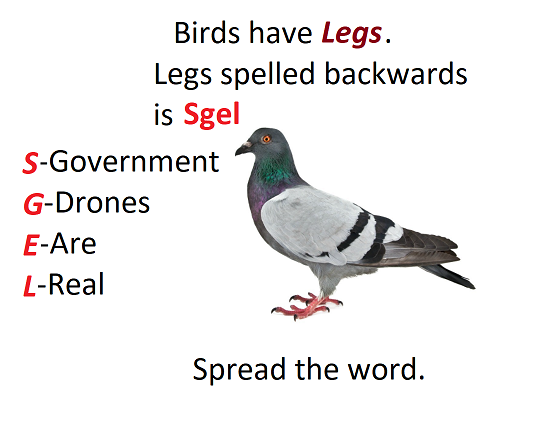 Birds have Legs.
Legs spelled backwards
is Sgel
S-Government
G-Drones
E-Are
L-Real
Spread the word.